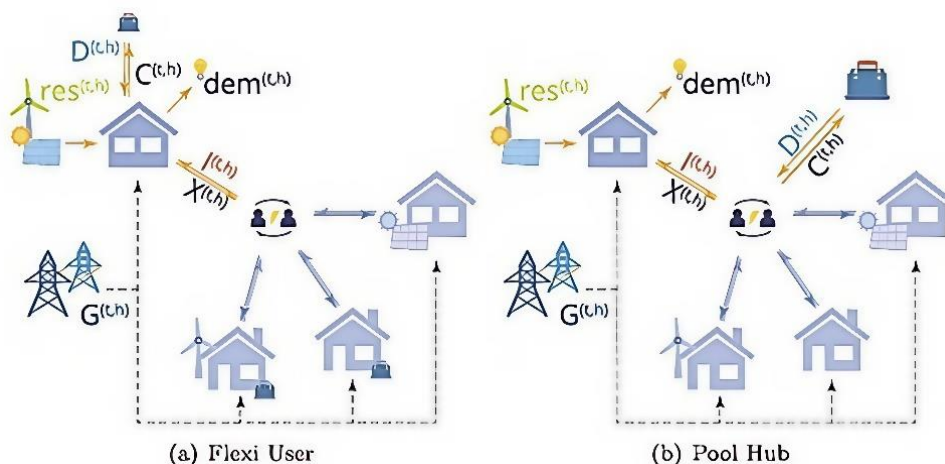 D(t,h)
C(t,h)
res(t,h)
dem(t,h)
I(t,h)
X(t,h)
G(t,h)
(a) Flexi User
res(t,h)
dem(t,h)
D(t,h)
C(t,h)
I(t,h)
X(t,h)
G(t,h)
(b) Pool Hub